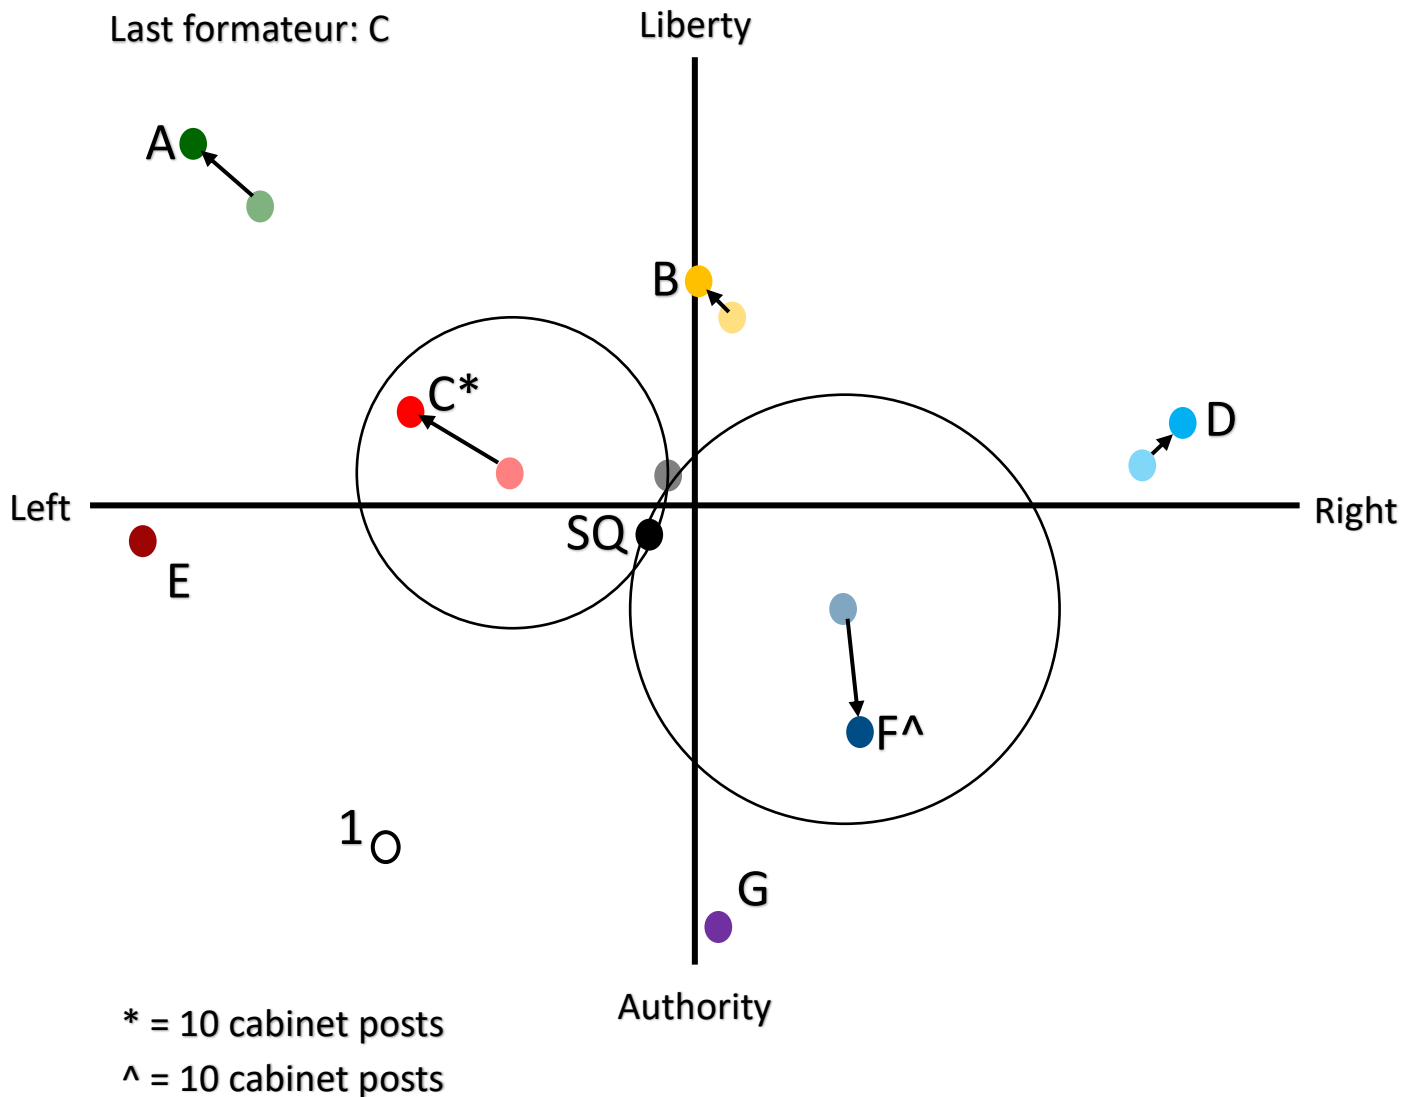 Last formateur: C
Liberty
A
B
C*
D
Left
Right
SQ
E
F^
1
G
Authority
* = 10 cabinet posts
^ = 10 cabinet posts